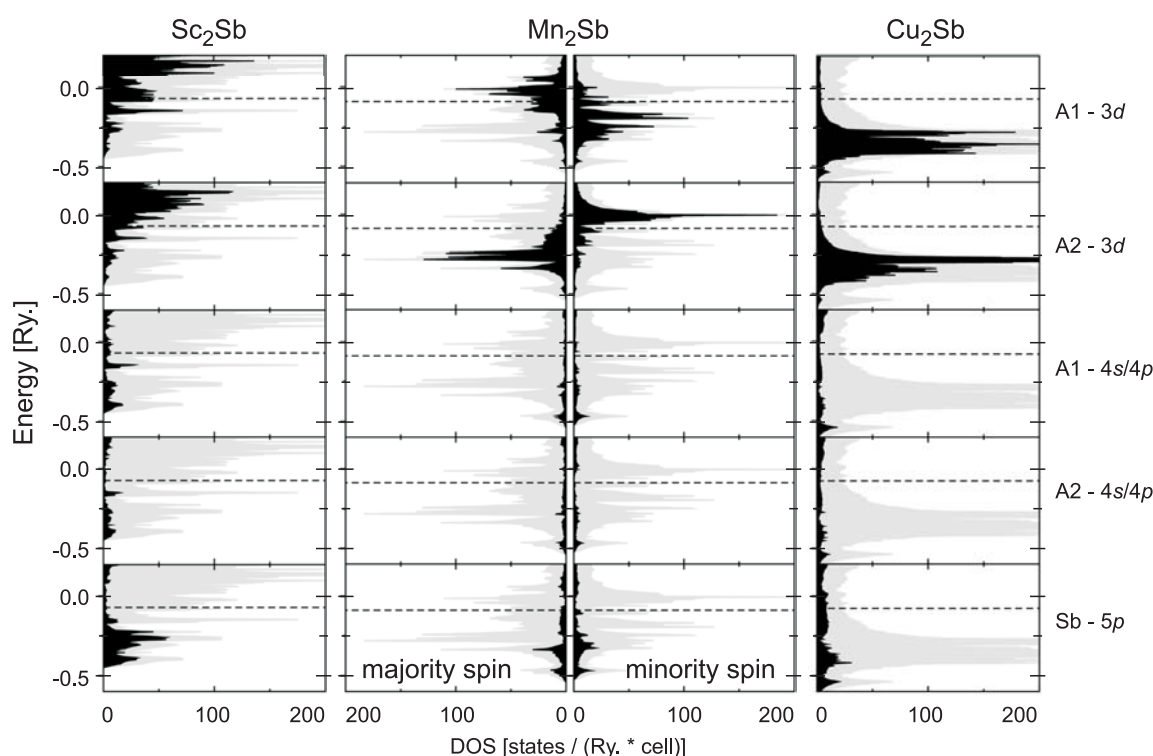 Sc₂Sb Mn₂Sb Cu₂Sb
Energy [Ry.]
0.0
-0.5
A1 - 3d
0.0
-0.5
A2 - 3d
0.0
-0.5
A1 - 4s/4p
0.0
-0.5
A2 - 4s/4p
0.0
-0.5
Sb - 5p
majority spin minority spin
0 100 200 200 100 0 0 100 200 0 100 200
DOS [states / (Ry. * cell)]